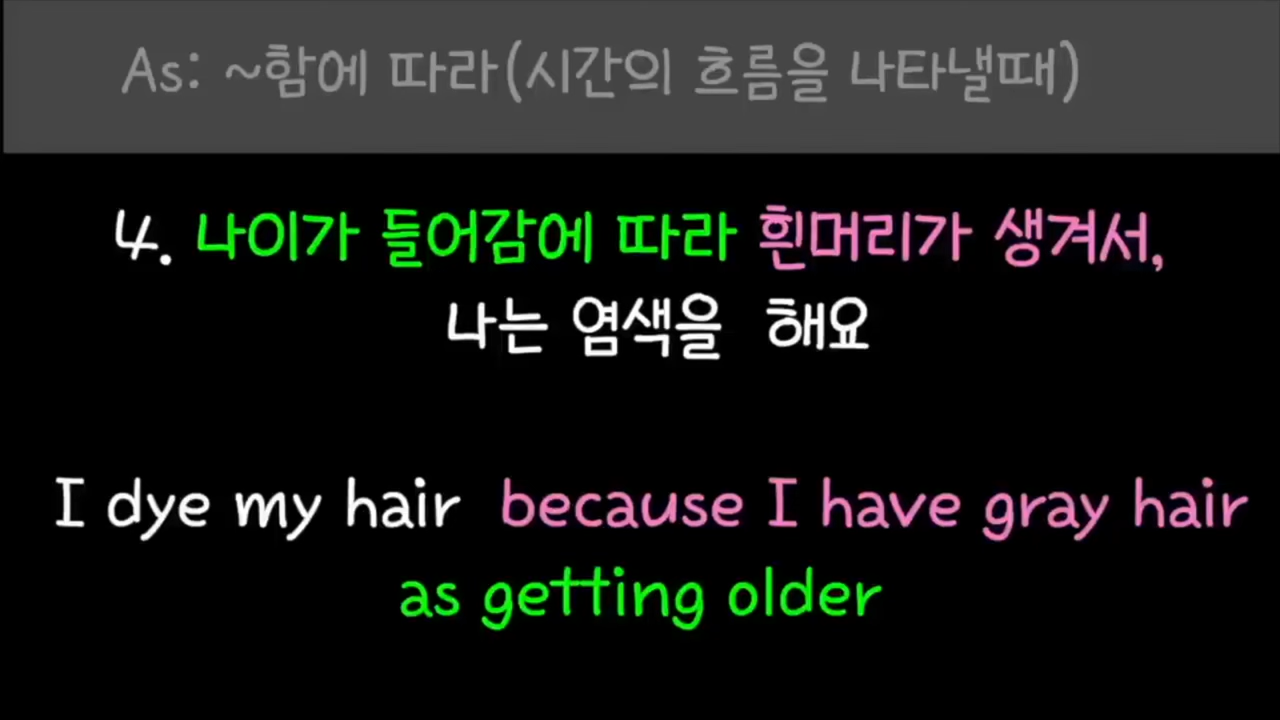 As: ~함에 따라(시간의 흐름을 나타낼때)
4. 나이가 들어감에 따라 흰머리가 생겨서,
나는 염색을 해요
I dye my hair because I have gray hair
as getting older